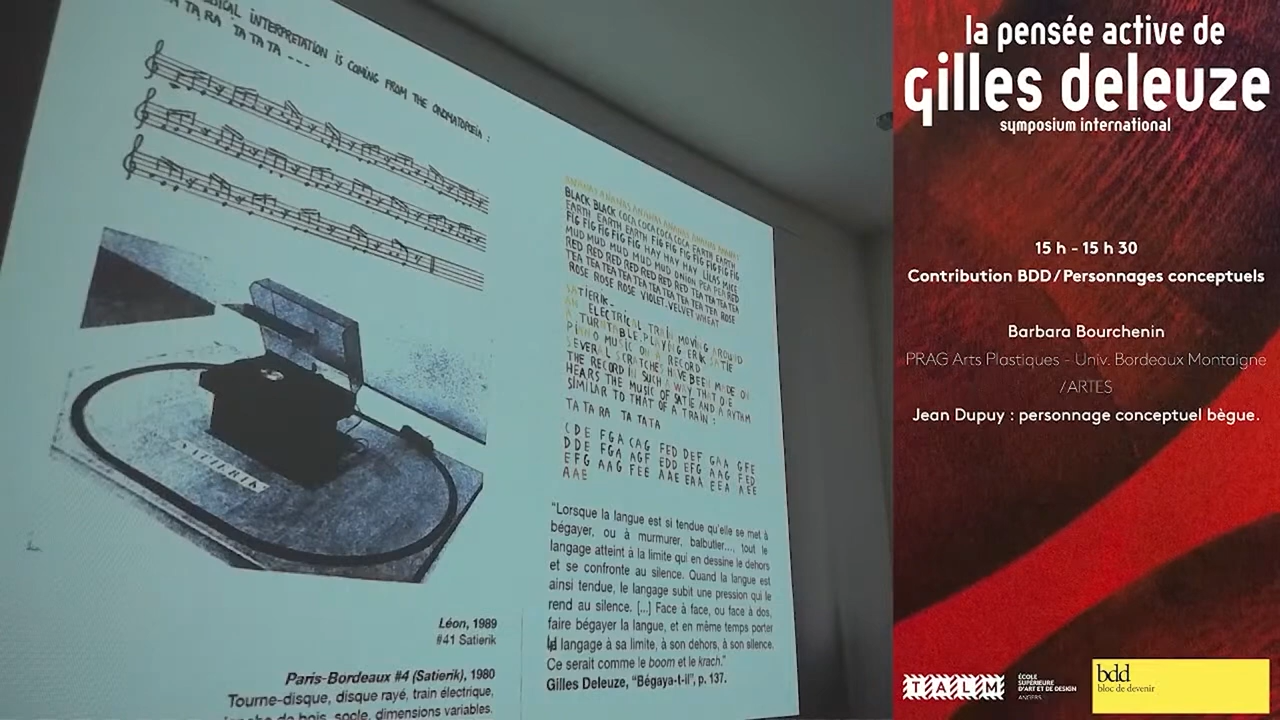 MUSICAL INTERPRETATION IS COMING FROM THE ONOMATOPOEIA :
TA TA RA TA TA TA ---
Léon, 1989
#41 Satierik
Paris-Bordeaux #4 (Satierik), 1980
Tourne-disque, disque rayé, train électrique,
socle, dimensions variables.
SATIERIK
BLACK BLACK COCA COCA COCA COCA EARTH
EARTH EARTH EARTH FIG FIG FIG FIG FIG FIG
FIG FIG FIG FIG FIG HAY HAY HAY LILAS MICE
MUD MUD MUD MUD MUD ONION PEA PEA RED
RED RED RED RED RED RED RED TEA TEA TEA
TEA TEA TEA TEA TEA TEA TEA TEA TEA ROSE
ROSE ROSE ROSE VIOLET VELVET WHEAT
SATIERIK.
AN ELECTRICAL TRAIN MOVING AROUND
A TURNTABLE PLAYING ERIK SATIE
PIANO MUSIC ON A RECORD
SEVERAL SCRATCHES HAVE BEEN MADE ON
THE RECORD IN SUCH A WAY THAT ONE
HEARS THE MUSIC OF SATIE AND A RYTHM
SIMILAR TO THAT OF A TRAIN :
TA TA RA TA TA TA
CDE FGA CAG FED DEF GAA GFE
DDE FGA AGF EDD EFG AAG FED
EFG AAG FEE AAE EAA EEA AEE
AAE
"Lorsque la langue est si tendue qu'elle se met à
bégayer, ou à murmurer, balbutier..., tout le
langage atteint à la limite qui en dessine le dehors
et se confronte au silence. Quand la langue est
ainsi tendue, le langage subit une pression qui le
rend au silence. [...] Face à face, ou face à dos,
faire bégayer la langue, et en même temps porter
le langage à sa limite, à son dehors, à son silence.
Ce serait comme le boom et le krach."
Gilles Deleuze, "Bégaya-t-il", p. 137.
la pensée active de
gilles deleuze
symposium international
15 h - 15 h 30
Contribution BDD / Personnages conceptuels
Barbara Bourchenin
PRAG Arts Plastiques - Univ. Bordeaux Montaigne
/ARTES
Jean Dupuy : personnage conceptuel bègue.
TALM
ÉCOLE
SUPÉRIEURE
D'ART ET DE DESIGN
ANGERS
bdd
bloc de devenir